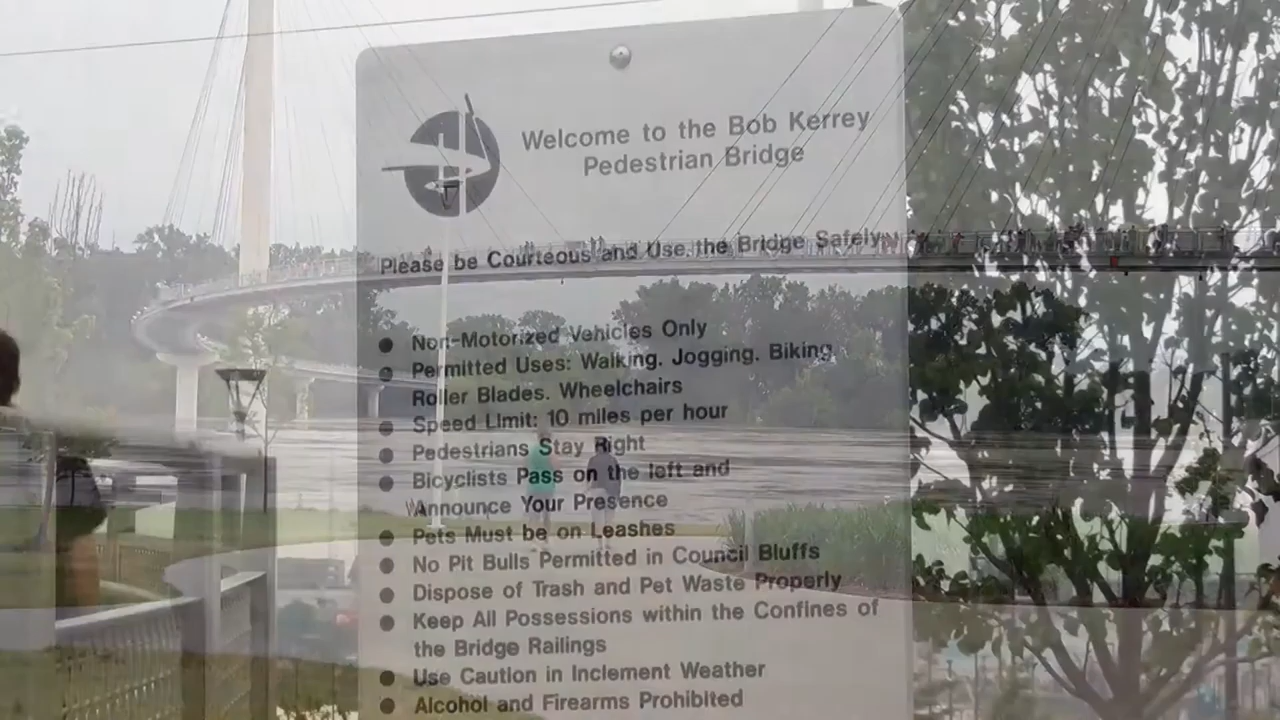 Welcome to the Bob Kerrey
Pedestrian Bridge
Please be Courteous and Use the Bridge Safely
Non-Motorized Vehicles Only
Permitted Uses: Walking, Jogging, Biking
Roller Blades, Wheelchairs
Speed Limit: 10 miles per hour
Pedestrians Stay Right
Bicyclists Pass on the left and
Announce Your Presence
Pets Must be on Leashes
No Pit Bulls Permitted in Council Bluffs
Dispose of Trash and Pet Waste Properly
Keep All Possessions within the Confines of
the Bridge Railings
Use Caution in Inclement Weather
Alcohol and Firearms Prohibited